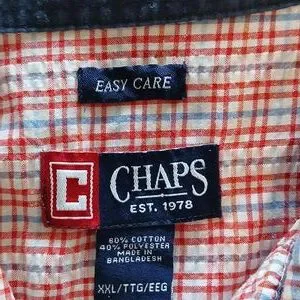 EASY CARE
C
CHAPS
EST. 1978
60% COTTON
40% POLYESTER
MADE IN
BANGLADESH
XXL/TTG/EEG